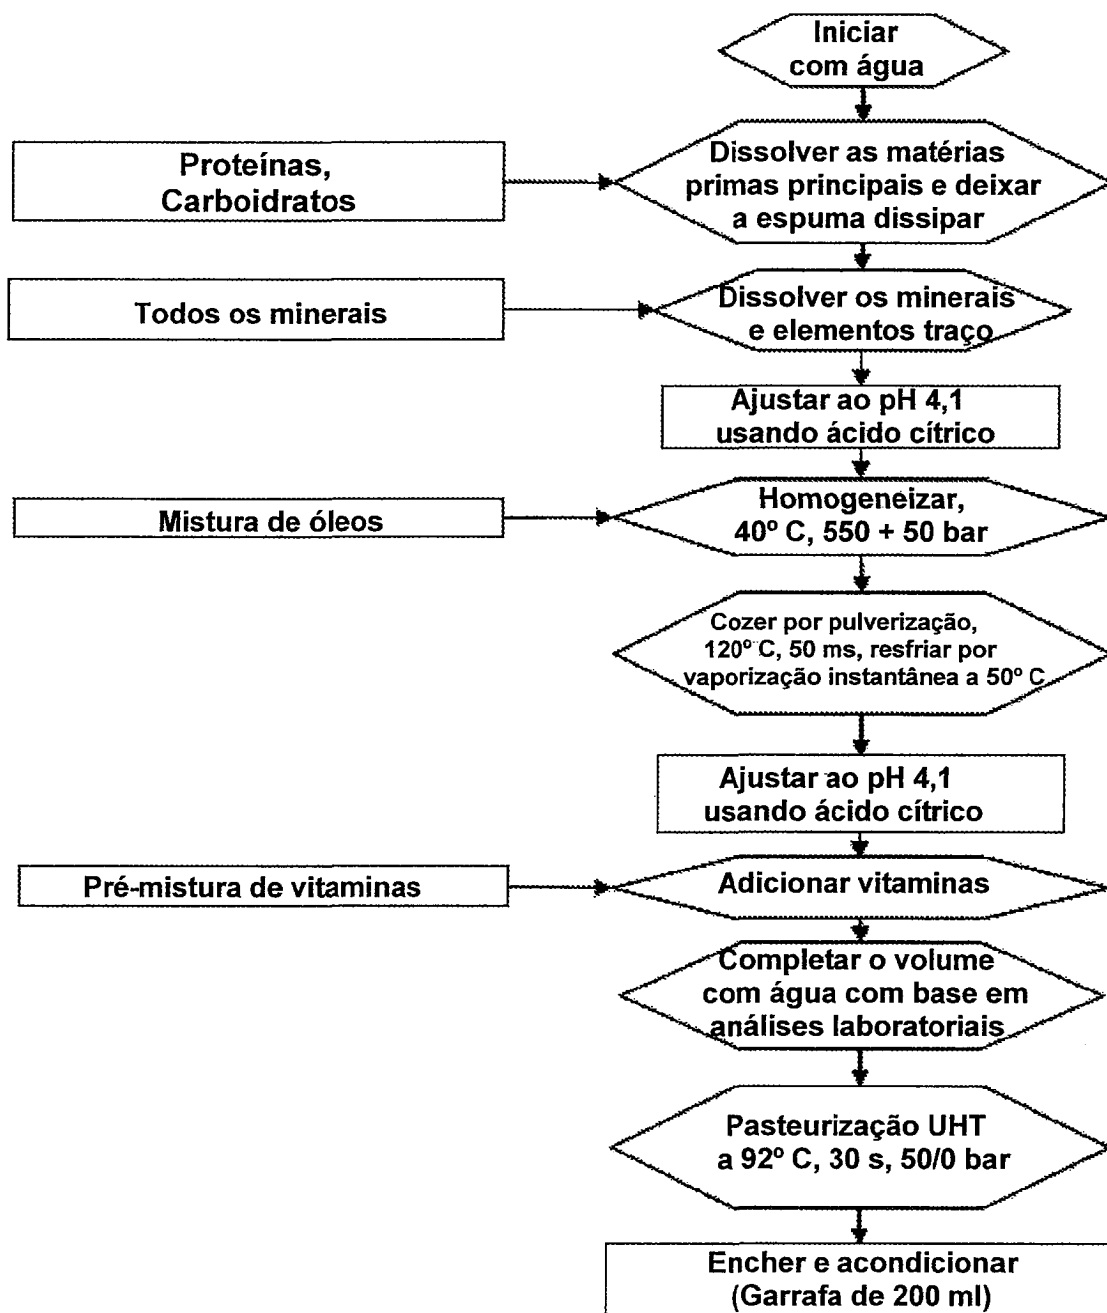 Iniciar
com água
Proteínas,
Carboidratos
Dissolver as matérias
primas principais e deixar
a espuma dissipar
Todos os minerais
Dissolver os minerais
e elementos traço
Ajustar ao pH 4,1
usando ácido cítrico
Mistura de óleos
Homogeneizar,
40º C, 550 + 50 bar
Cozer por pulverização,
120º C, 50 ms, resfriar por
vaporização instantânea a 50º C
Ajustar ao pH 4,1
usando ácido cítrico
Pré-mistura de vitaminas
Adicionar vitaminas
Completar o volume
com água com base em
análises laboratoriais
Pasteurização UHT
a 92º C, 30 s, 50/0 bar
Encher e acondicionar
(Garrafa de 200 ml)